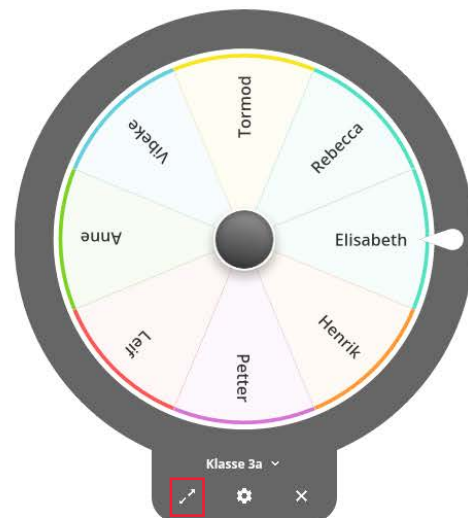 Tormod
Rebecca
Elisabeth
Henrik
Petter
Leif
Anne
Vibeke
Klasse 3a